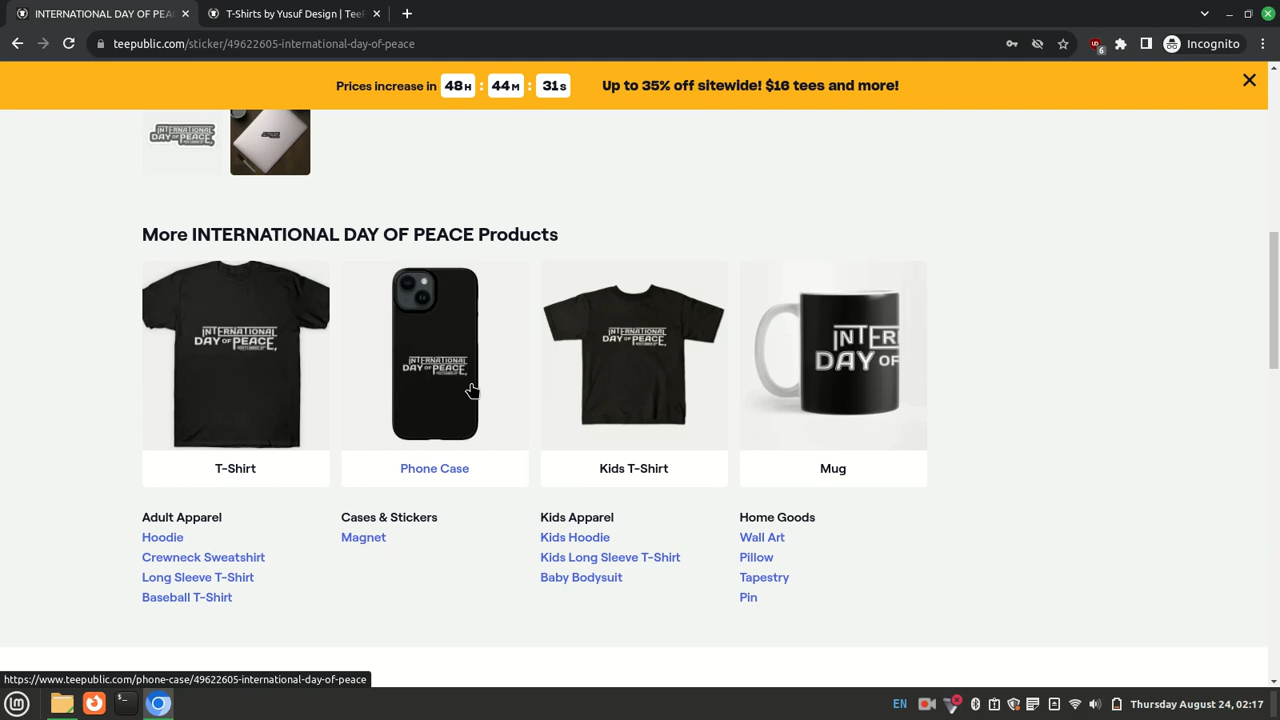 INTERNATIONAL DAY OF PEAC
T-Shirts by Yusuf Design | TeeP
teepublic.com/sticker/49622605-international-day-of-peace
6
Incognito
Prices increase in 48H : 44M : 31S Up to 35% off sitewide! $16 tees and more!
INTERNATIONAL
DAY OF PEACE
More INTERNATIONAL DAY OF PEACE Products
INTERNATIONAL
DAY OF PEACE
INTERNATIONAL
DAY OF PEACE
INTERNATIONAL
DAY OF PEACE
INTER
DAY OF
T-Shirt
Phone Case
Kids T-Shirt
Mug
Adult Apparel
Hoodie
Crewneck Sweatshirt
Long Sleeve T-Shirt
Baseball T-Shirt
Cases & Stickers
Magnet
Kids Apparel
Kids Hoodie
Kids Long Sleeve T-Shirt
Baby Bodysuit
Home Goods
Wall Art
Pillow
Tapestry
Pin
https://www.teepublic.com/phone-case/49622605-international-day-of-peace
EN
Thursday August 24, 02:17